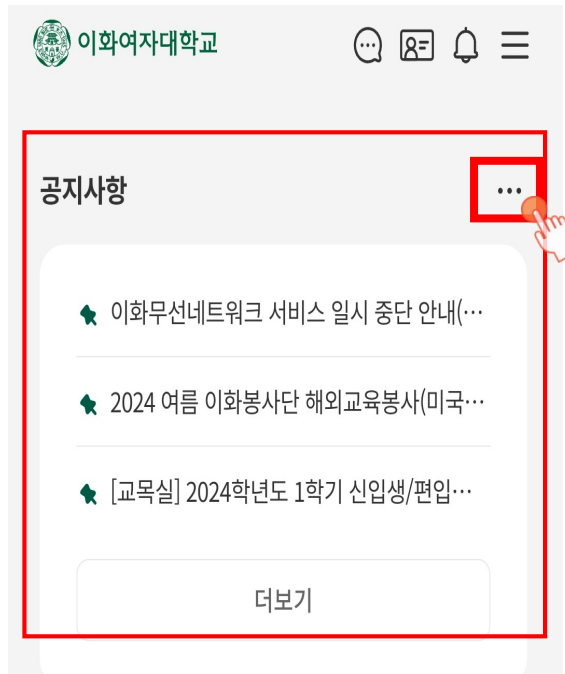 이화여자대학교
공지사항
이화무선네트워크 서비스 일시 중단 안내(…
2024 여름 이화봉사단 해외교육봉사(미국…
[교목실] 2024학년도 1학기 신입생/편입…
더보기